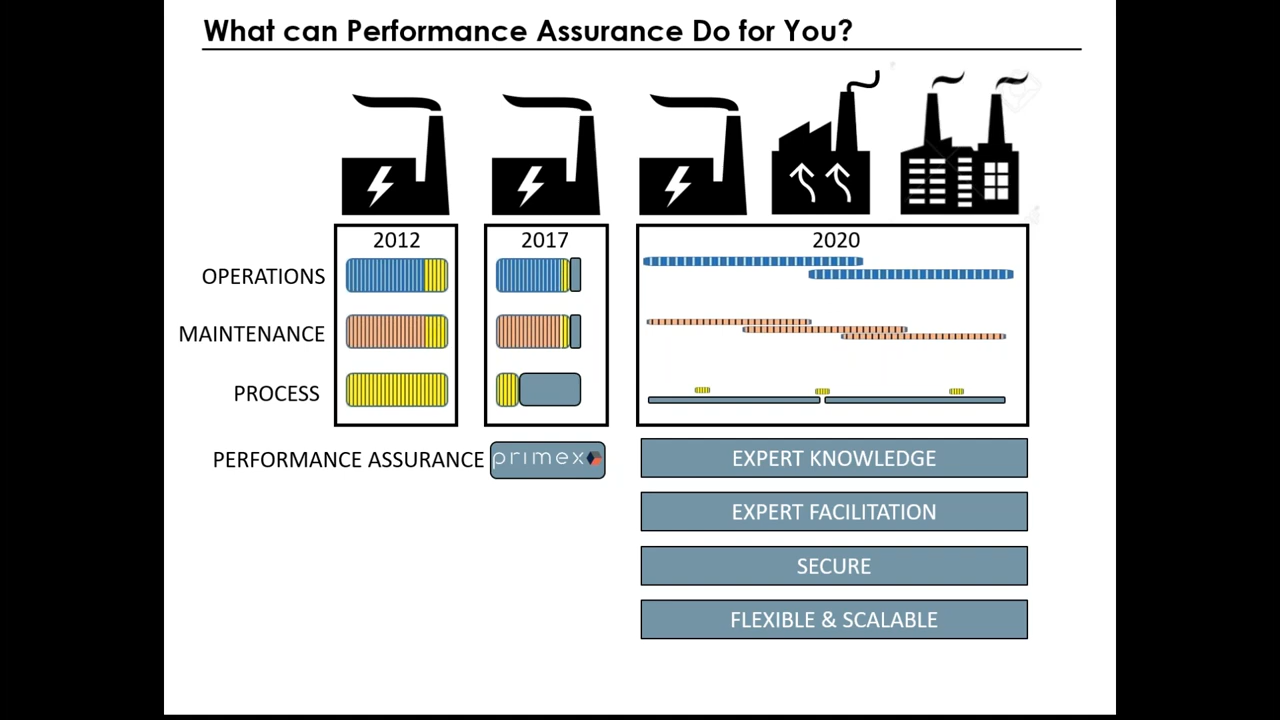 What can Performance Assurance Do for You?
2012
2017
2020
OPERATIONS
MAINTENANCE
PROCESS
PERFORMANCE ASSURANCE
primex
EXPERT KNOWLEDGE
EXPERT FACILITATION
SECURE
FLEXIBLE & SCALABLE